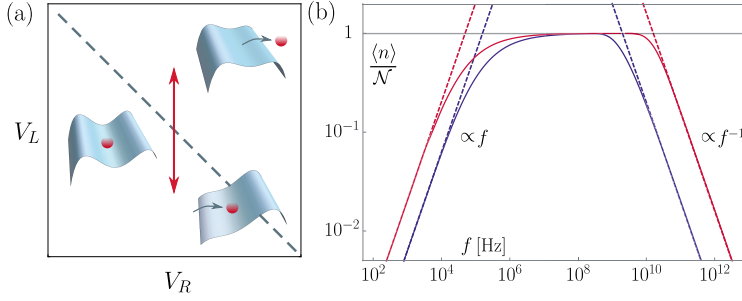 (a)
V_L
V_R
(b)
1
⟨n⟩
𝒩
10^{-1}
10^{-2}
∝f
∝f^{-1}
f [Hz]
10^2
10^4
10^6
10^8
10^{10}
10^{12}